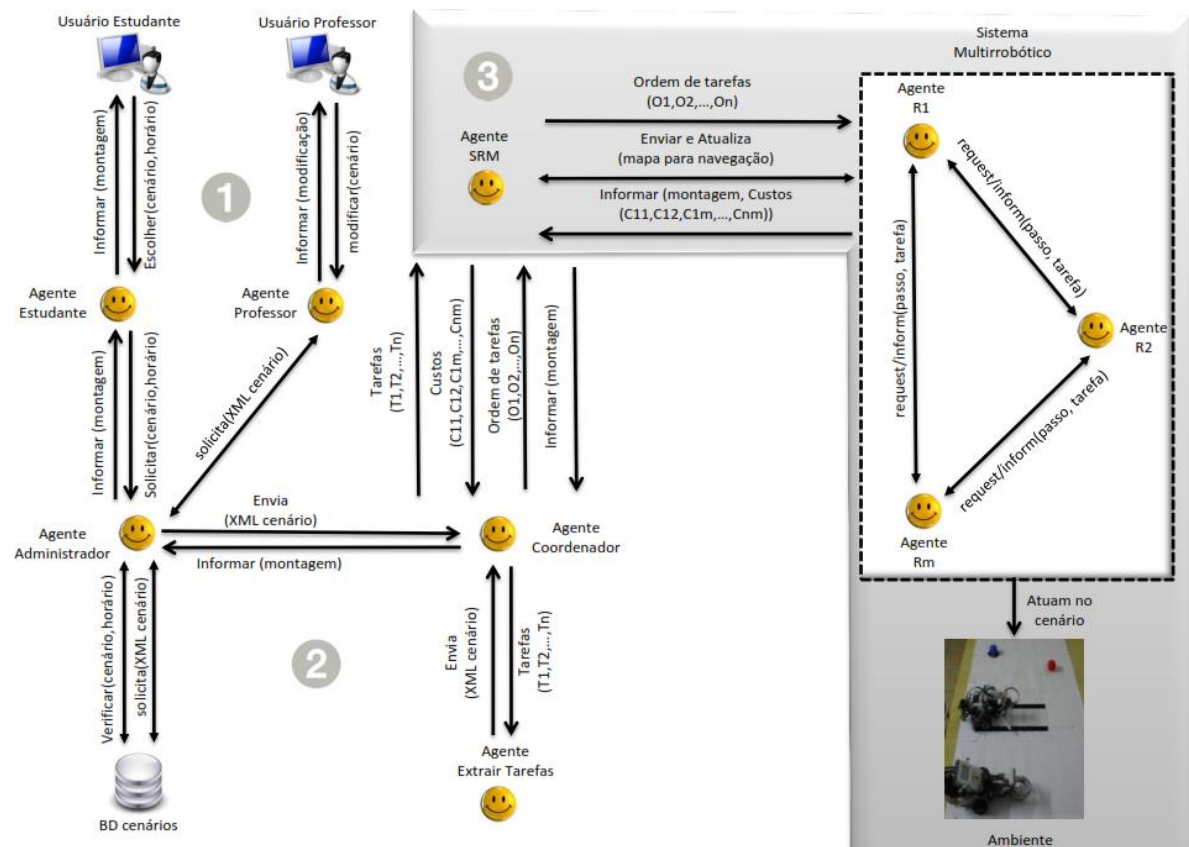 Usuário Estudante
Usuário Professor
Informar (montagem)
Escolher(cenário,horário)
1
Informar (modificação)
modificar(cenário)
Agente
Estudante
Agente
Professor
Informar (montagem)
Solicitar(cenário,horário)
solicita(XML cenário)
3
Agente
SRM
Ordem de tarefas
(O1,O2,...,On)
Enviar e Atualiza
(mapa para navegação)
Informar (montagem, Custos
(C11,C12,C1m,...,Cnm))
Sistema
Multirrobótico
Agente
R1
request/inform(passo, tarefa)
request/inform(passo, tarefa)
Agente
R2
request/inform(passo, tarefa)
Agente
Rm
Tarefas
(T1,T2,...,Tn)
Custos
(C11,C12,C1m,...,Cnm)
Ordem de tarefas
(O1,O2,...,On)
Informar (montagem)
Agente
Administrador
Envia
(XML cenário)
Informar (montagem)
Agente
Coordenador
Verificar(cenário,horário)
solicita(XML cenário)
2
Envia
(XML cenário)
Tarefas
(T1,T2,...,Tn)
Atuam no
cenário
BD cenários
Agente
Extrair Tarefas
Ambiente